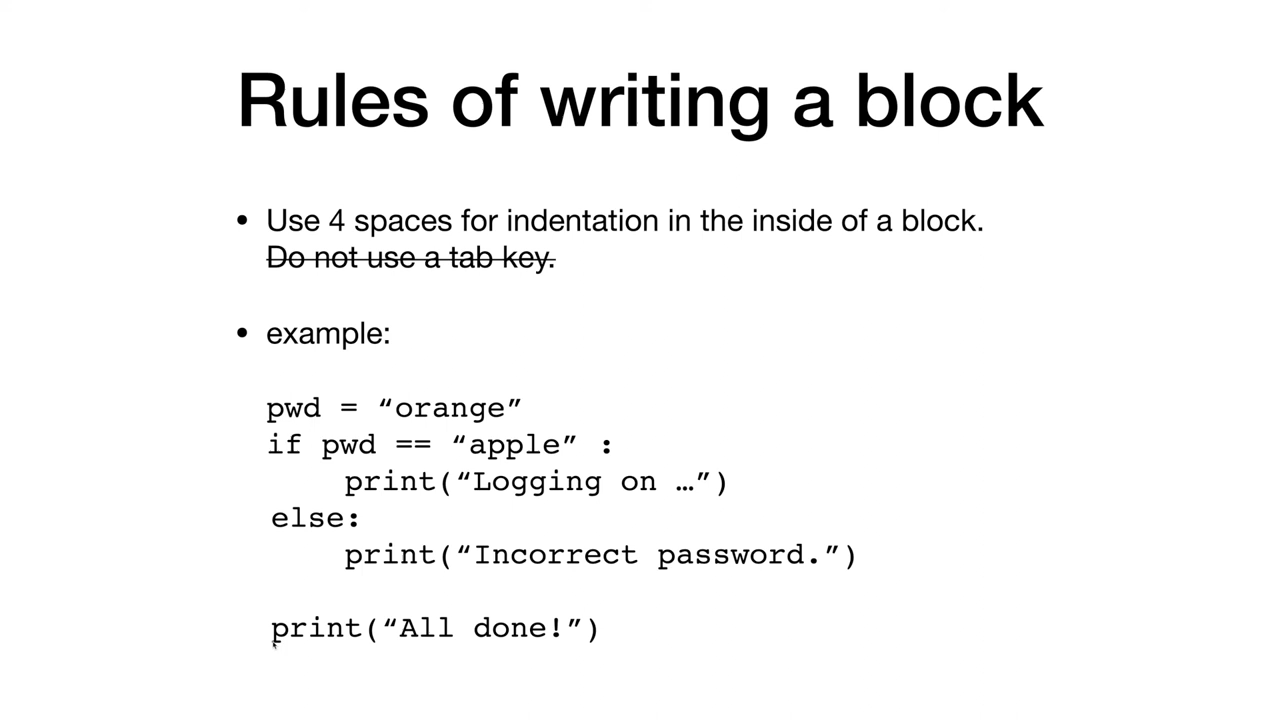 Rules of writing a block
• Use 4 spaces for indentation in the inside of a block.
Do not use a tab key.
• example:
pwd = “orange”
if pwd == “apple” :
    print(“Logging on …”)
else:
    print(“Incorrect password.”)
print(“All done!”)